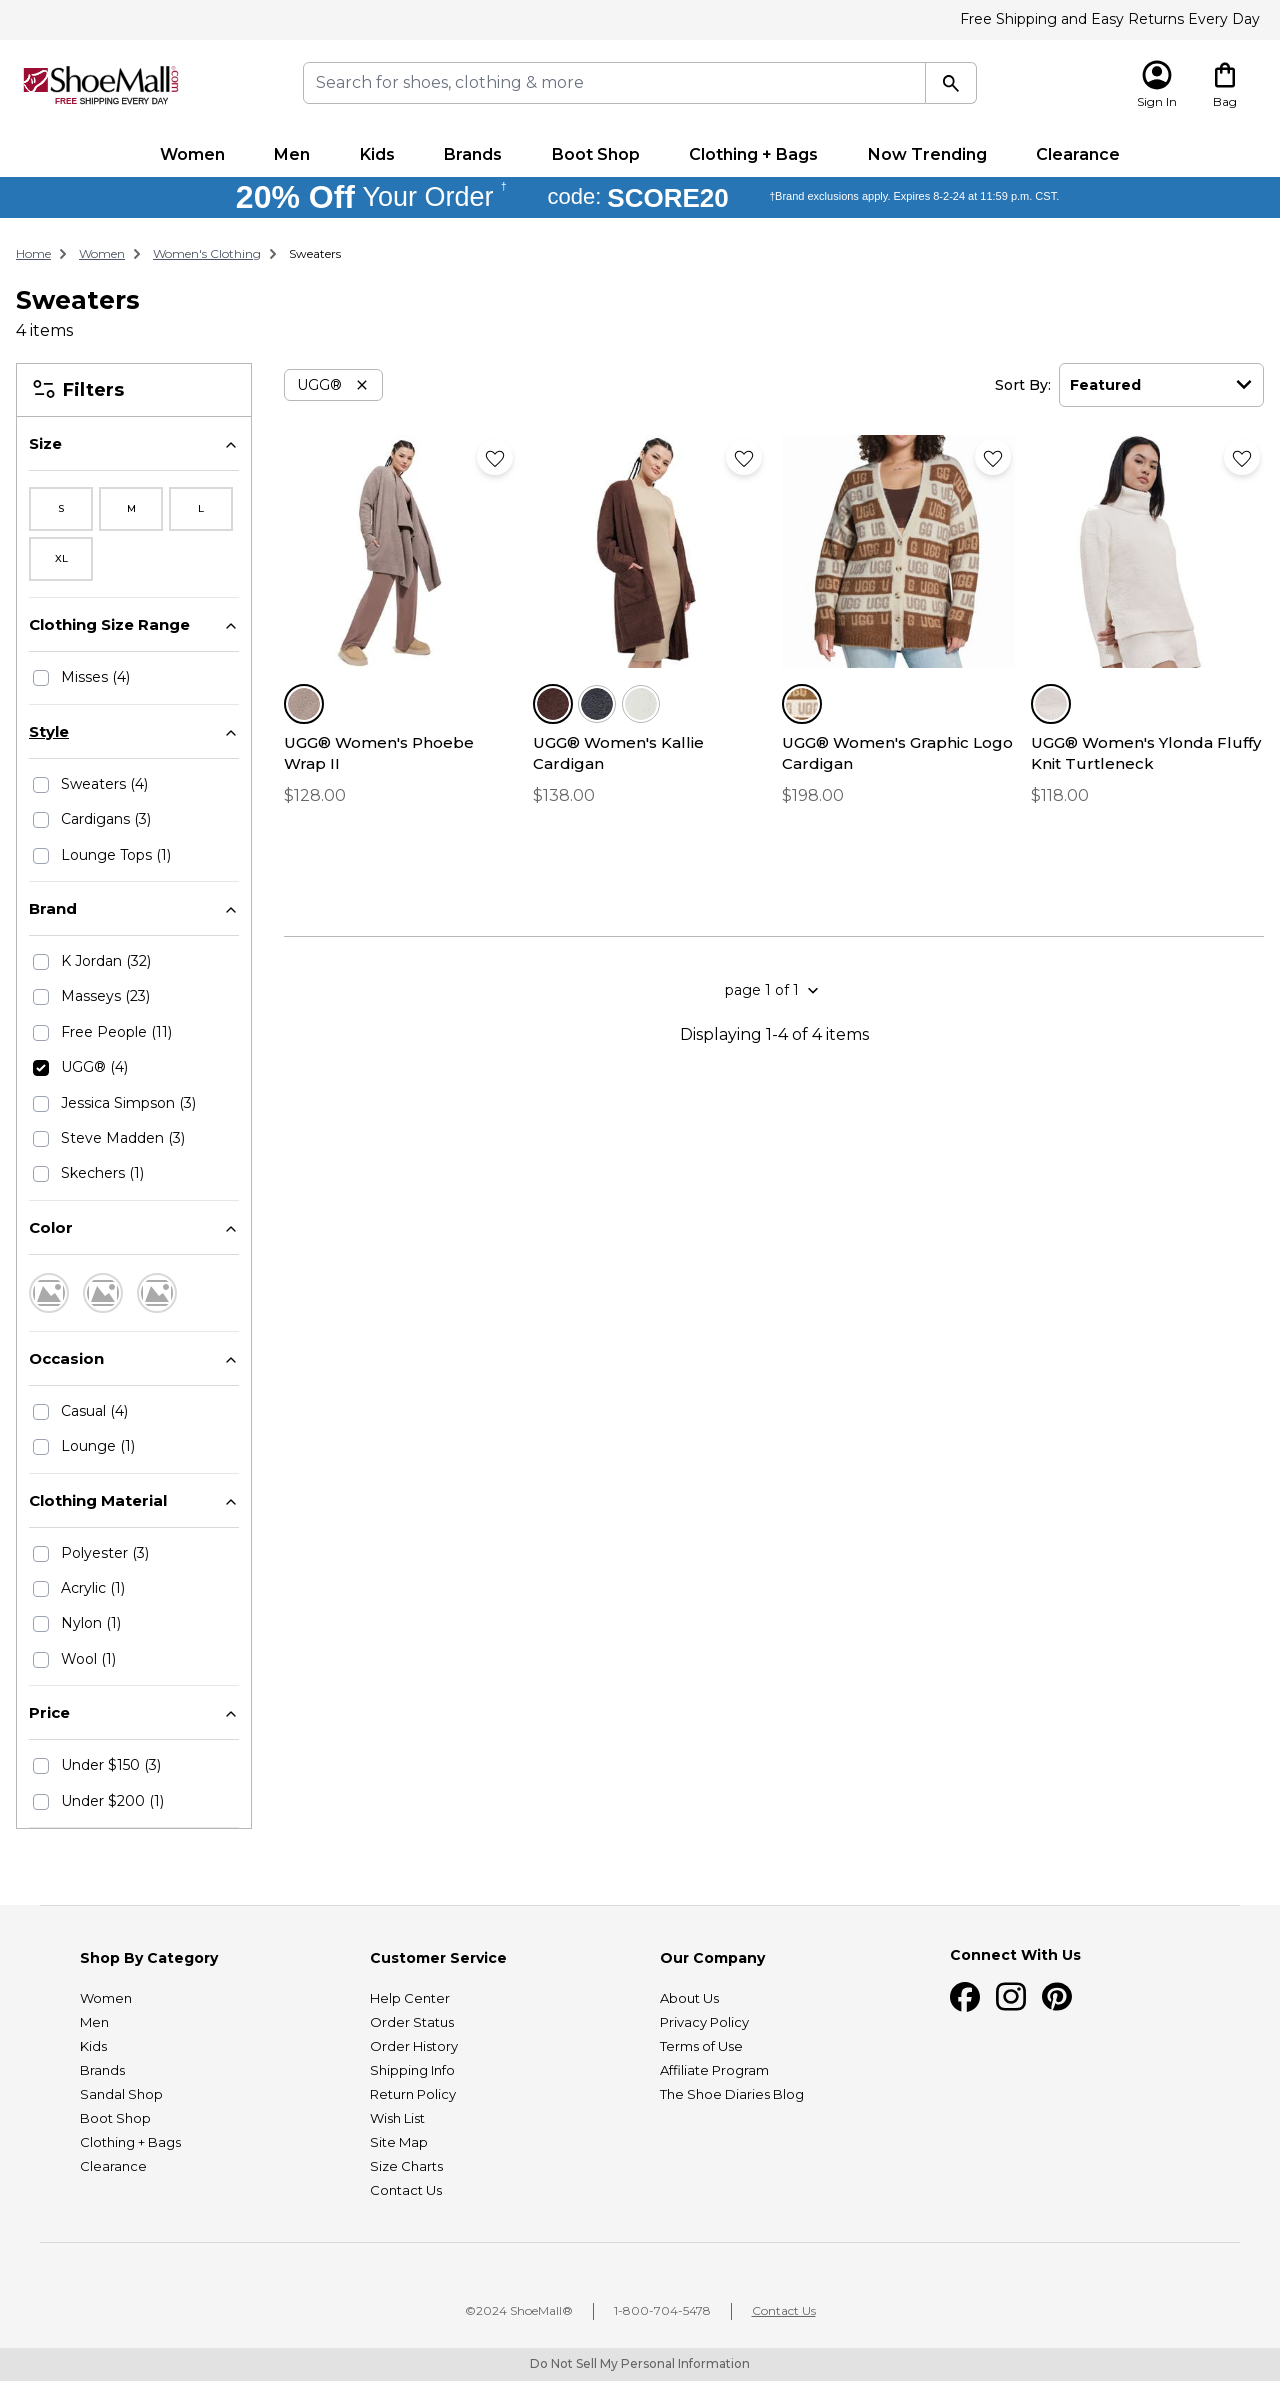 Free Shipping and Easy Returns Every Day
ShoeMall.com
FREE SHIPPING EVERY DAY
Search for shoes, clothing & more
Sign In
Bag
Women
Men
Kids
Brands
Boot Shop
Clothing + Bags
Now Trending
Clearance
20% Off Your Order † code: SCORE20 †Brand exclusions apply. Expires 8-2-24 at 11:59 p.m. CST.
Home
Women
Women's Clothing
Sweaters
Sweaters
4 items
Filters
Size
S
M
L
XL
Clothing Size Range
Misses (4)
Style
Sweaters (4)
Cardigans (3)
Lounge Tops (1)
Brand
K Jordan (32)
Masseys (23)
Free People (11)
UGG® (4)
Jessica Simpson (3)
Steve Madden (3)
Skechers (1)
Color
Occasion
Casual (4)
Lounge (1)
Clothing Material
Polyester (3)
Acrylic (1)
Nylon (1)
Wool (1)
Price
Under $150 (3)
Under $200 (1)
UGG®
Sort By:
Featured
UGG® Women's Phoebe
Wrap II
$128.00
UGG® Women's Kallie
Cardigan
$138.00
UGG® Women's Graphic Logo
Cardigan
$198.00
UGG® Women's Ylonda Fluffy
Knit Turtleneck
$118.00
page 1 of 1
Displaying 1-4 of 4 items
Shop By Category
Women
Men
Kids
Brands
Sandal Shop
Boot Shop
Clothing + Bags
Clearance
Customer Service
Help Center
Order Status
Order History
Shipping Info
Return Policy
Wish List
Site Map
Size Charts
Contact Us
Our Company
About Us
Privacy Policy
Terms of Use
Affiliate Program
The Shoe Diaries Blog
Connect With Us
©2024 ShoeMall®
1-800-704-5478
Contact Us
Do Not Sell My Personal Information